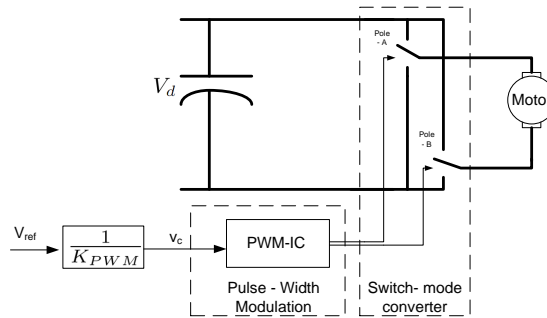 Pole
- A
V_d
Moto
Pole
- B
V_ref
1
K_PWM
v_c
PWM-IC
Pulse - Width
Modulation
Switch- mode
converter